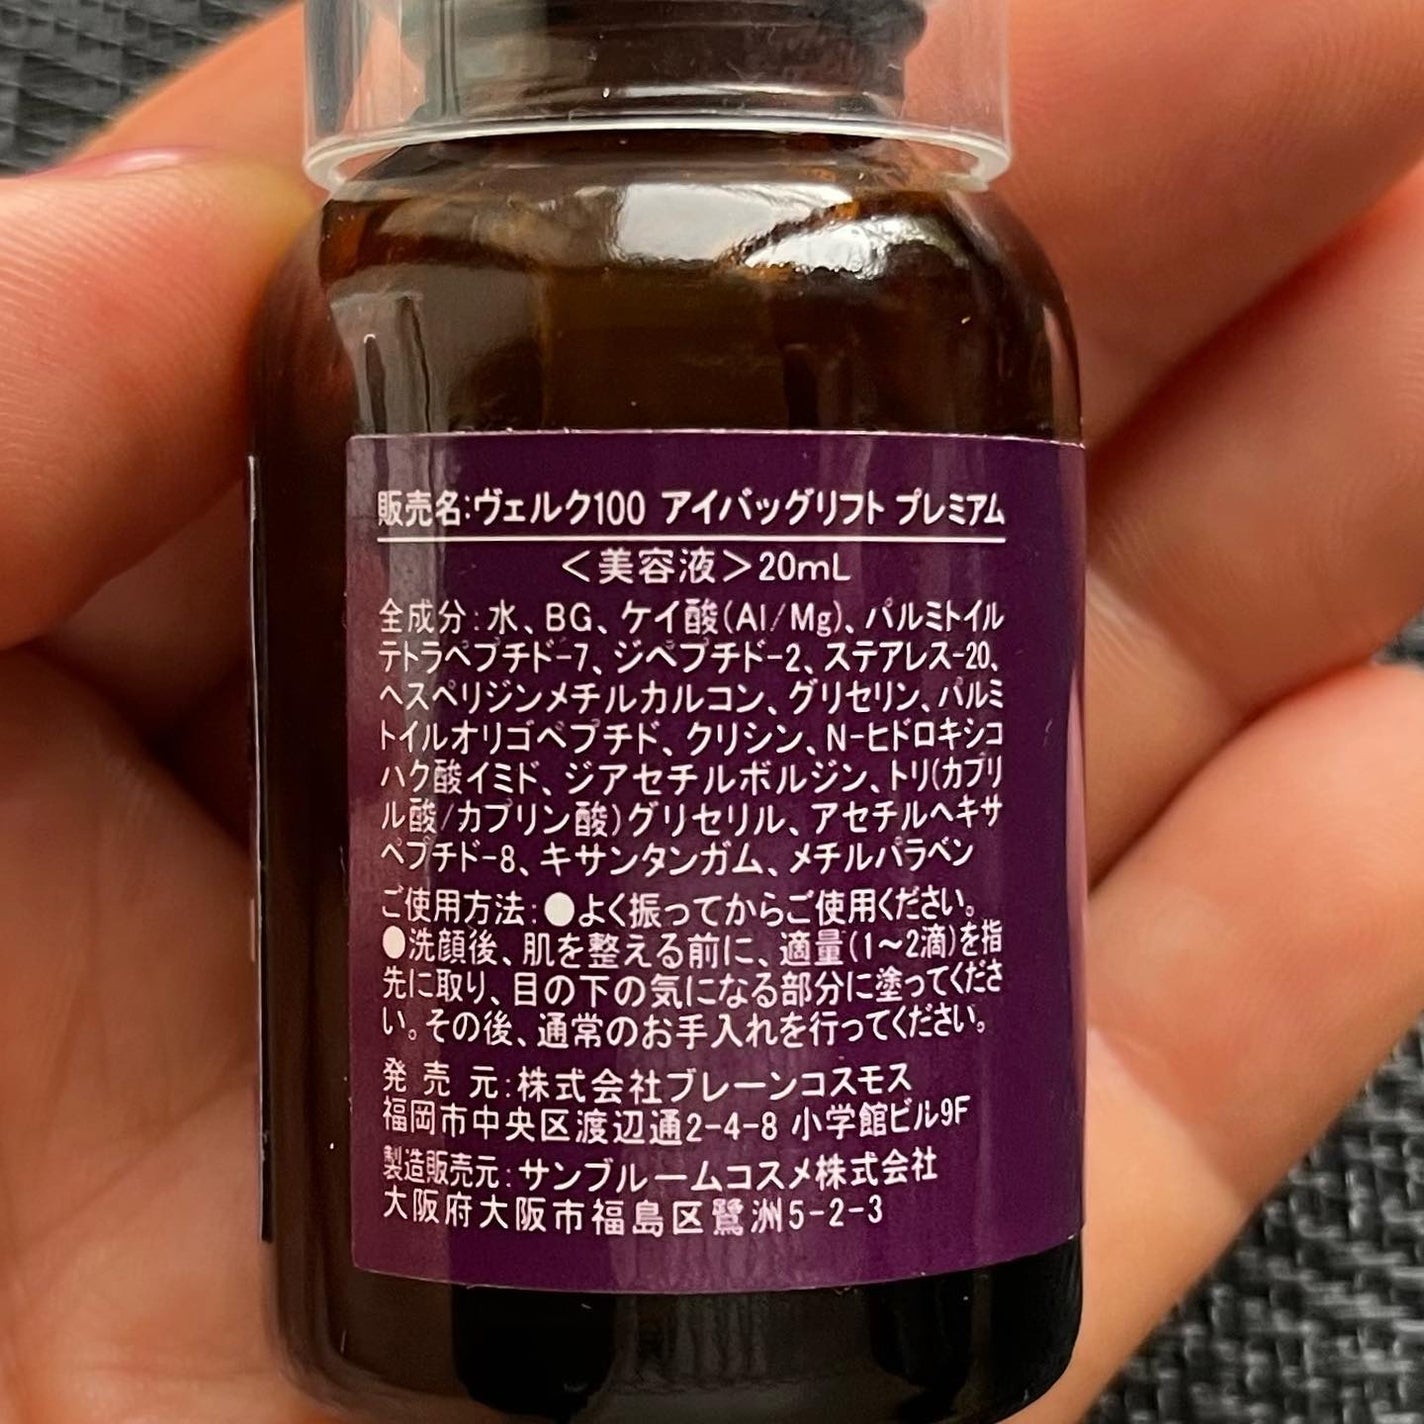 販売名:ヴェルク100 アイバッグリフト プレミアム
＜美容液＞20mL
全成分:水、BG、ケイ酸(Al/Mg)、パルミトイル
テトラペプチド-7、ジペプチド-2、ステアレス-20、
ヘスペリジンメチルカルコン、グリセリン、パルミ
トイルオリゴペプチド、クリシン、N-ヒドロキシコ
ハク酸イミド、ジアセチルボルジン、トリ(カプリ
ル酸/カプリン酸)グリセリル、アセチルヘキサ
ペプチド-8、キサンタンガム、メチルパラベン
ご使用方法:●よく振ってからご使用ください。
●洗顔後、肌を整える前に、適量(1〜2滴)を指
先に取り、目の下の気になる部分に塗ってくださ
い。その後、通常のお手入れを行ってください。
発 売 元:株式会社ブレーンコスモス
福岡市中央区渡辺通2-4-8 小学館ビル9F
製造販売元:サンブルームコスメ株式会社
大阪府大阪市福島区鷺洲5-2-3